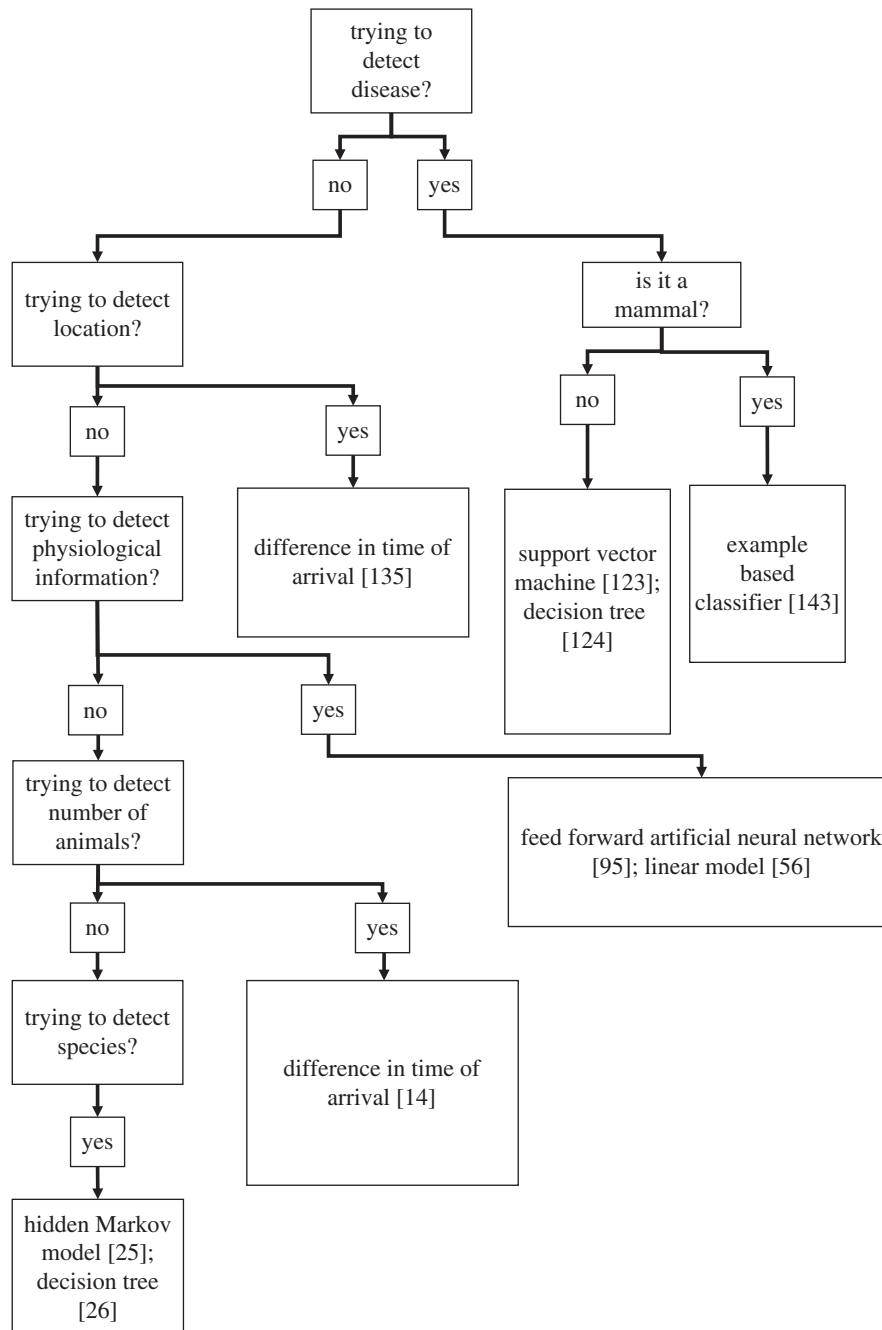 trying to
detect
disease?
no
yes
trying to detect
location?
is it a
mammal?
no
yes
no
yes
trying to detect
physiological
information?
difference in time of
arrival [135]
support vector
machine [123];
decision tree
[124]
example
based
classifier [143]
no
yes
trying to detect
number of
animals?
feed forward artificial neural network
[95]; linear model [56]
no
yes
trying to detect
species?
difference in time of
arrival [14]
yes
hidden Markov
model [25];
decision tree
[26]